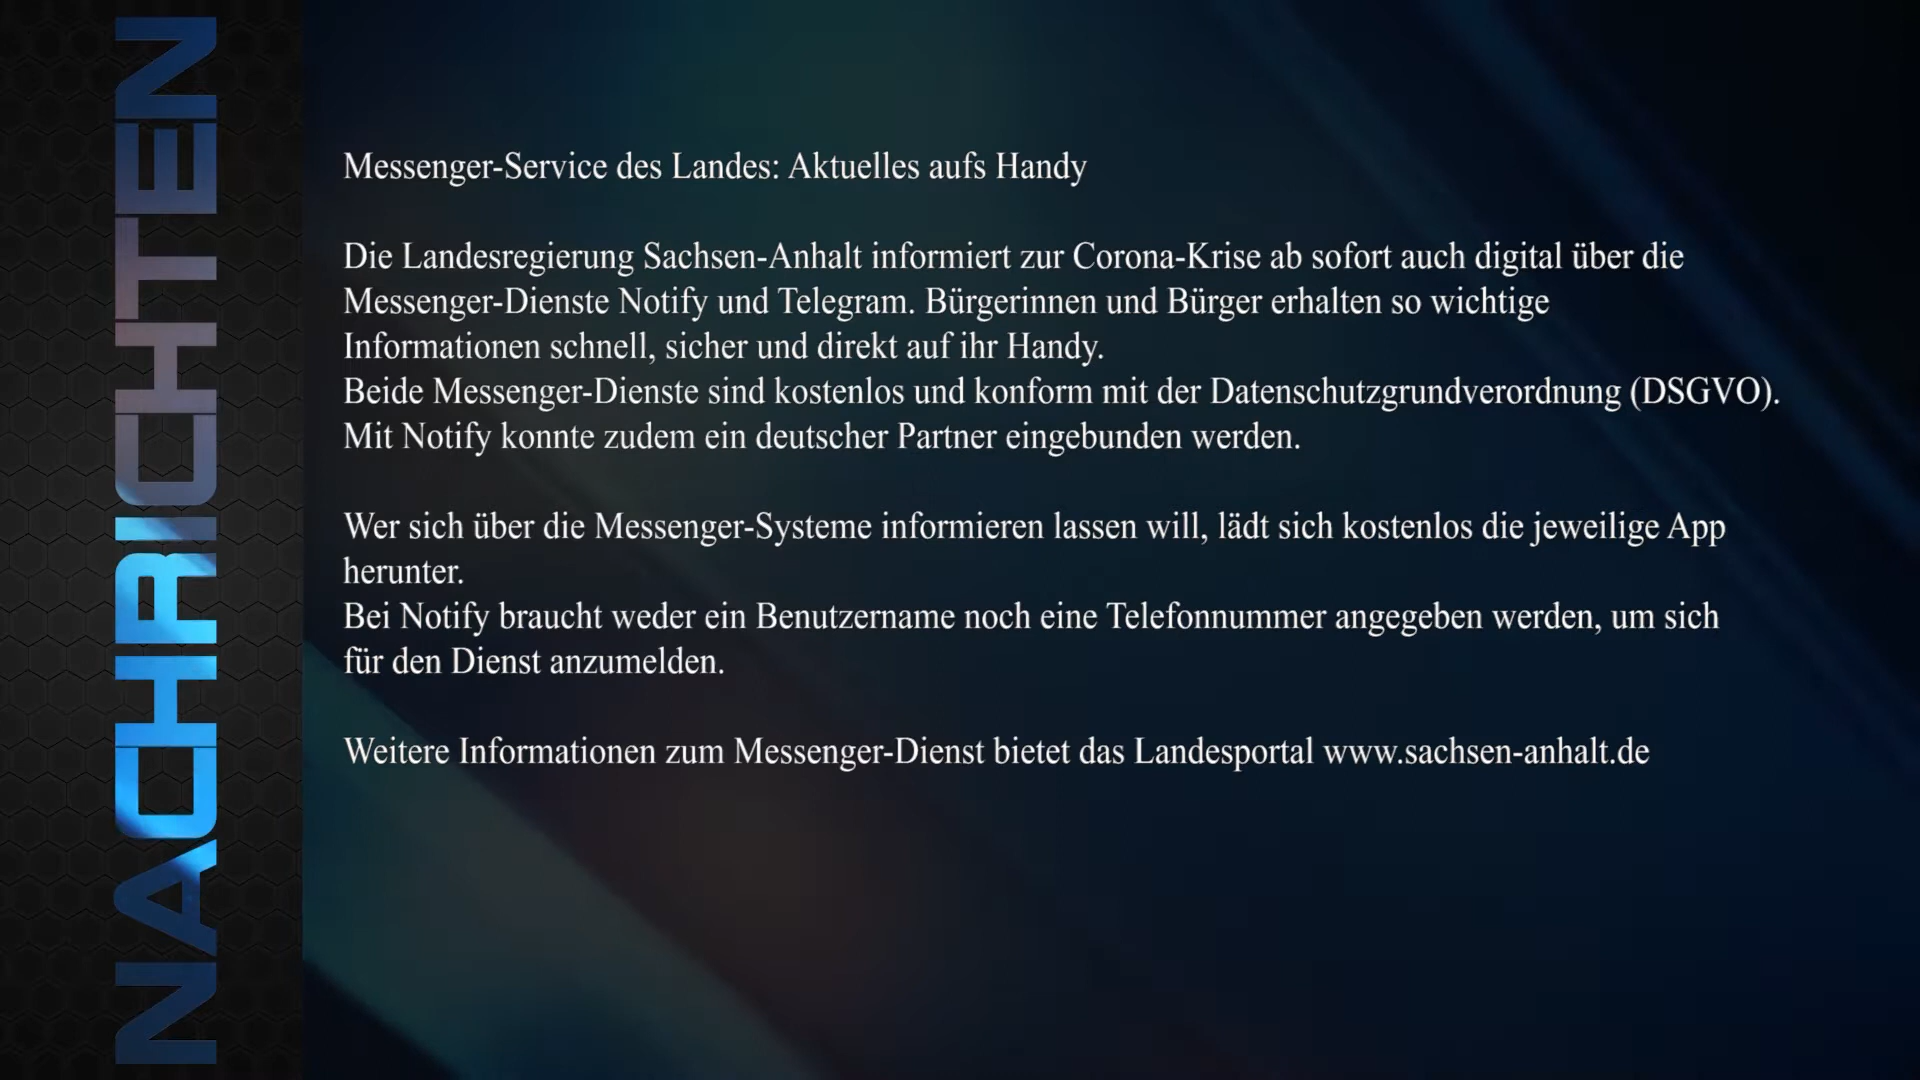 NACHRICHTEN
Messenger-Service des Landes: Aktuelles aufs Handy
Die Landesregierung Sachsen-Anhalt informiert zur Corona-Krise ab sofort auch digital über die
Messenger-Dienste Notify und Telegram. Bürgerinnen und Bürger erhalten so wichtige
Informationen schnell, sicher und direkt auf ihr Handy.
Beide Messenger-Dienste sind kostenlos und konform mit der Datenschutzgrundverordnung (DSGVO).
Mit Notify konnte zudem ein deutscher Partner eingebunden werden.
Wer sich über die Messenger-Systeme informieren lassen will, lädt sich kostenlos die jeweilige App
herunter.
Bei Notify braucht weder ein Benutzername noch eine Telefonnummer angegeben werden, um sich
für den Dienst anzumelden.
Weitere Informationen zum Messenger-Dienst bietet das Landesportal www.sachsen-anhalt.de